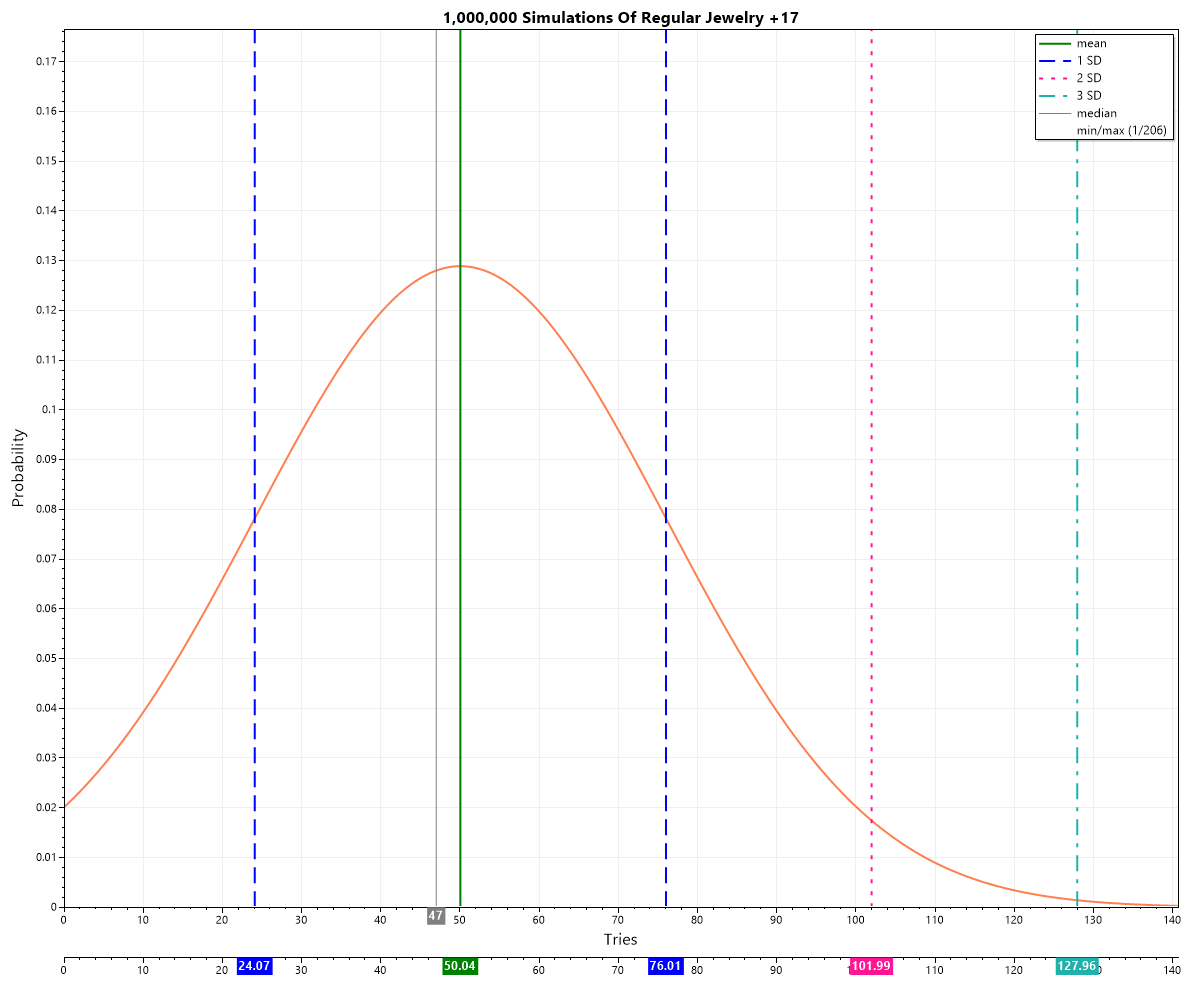 1,000,000 Simulations Of Regular Jewelry +17
mean
1 SD
2 SD
3 SD
median
min/max (1/206)
0.17
0.16
0.15
0.14
0.13
0.12
0.11
0.1
0.09
0.08
0.07
0.06
0.05
0.04
0.03
0.02
0.01
0
Probability
0 10 20 30 40 47 50 60 70 80 90 100 110 120 130 140
Tries
0 10 20 24.07 30 40 50.04 60 70 76.01 80 90 101.99 110 120 127.96 140